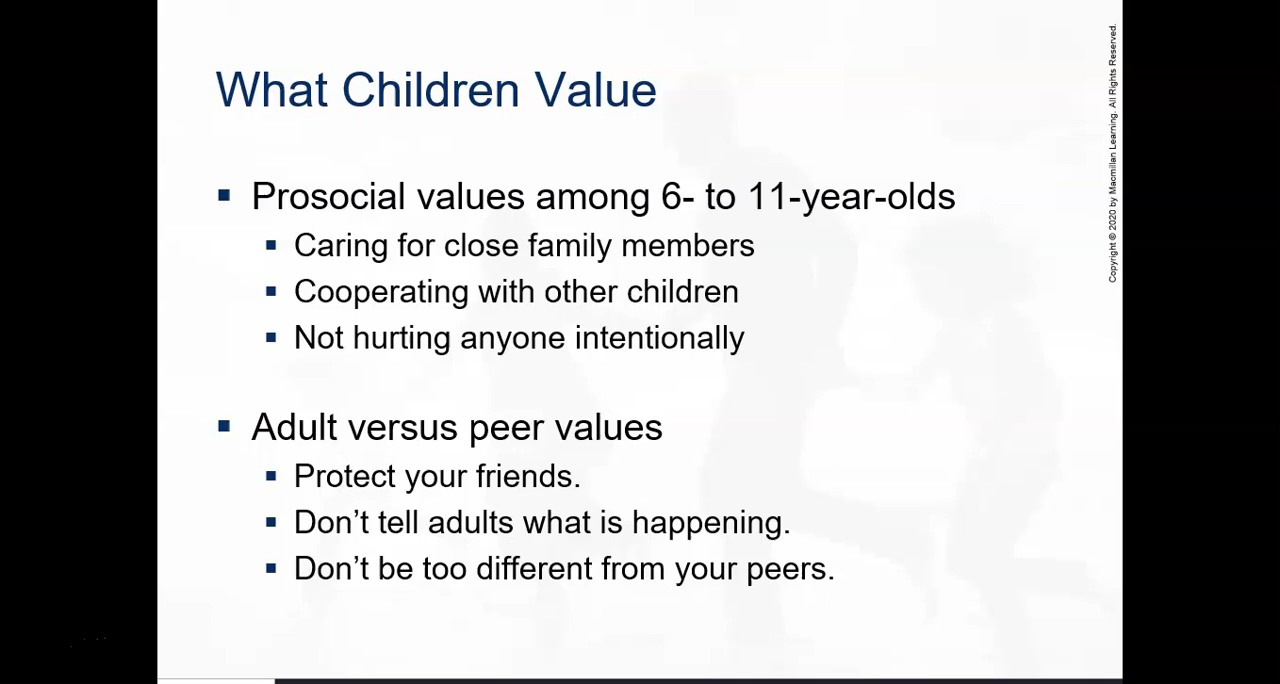 What Children Value
▪ Prosocial values among 6- to 11-year-olds
▪ Caring for close family members
▪ Cooperating with other children
▪ Not hurting anyone intentionally
▪ Adult versus peer values
▪ Protect your friends.
▪ Don’t tell adults what is happening.
▪ Don’t be too different from your peers.
Copyright © 2020 by Macmillan Learning. All Rights Reserved.